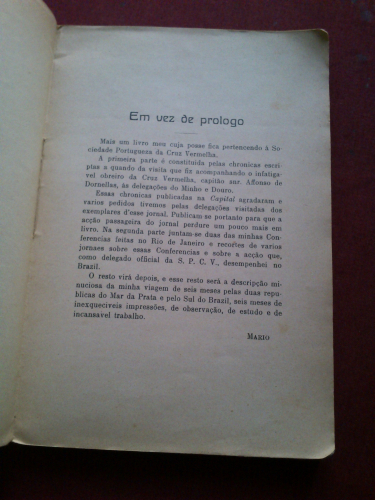 Em vez de prologo
Mais um livro meu cuja posse fica pertencendo á So-
ciedade Portugueza da Cruz Vermelha.
A primeira parte é constituida pelas chronicas escri-
ptas a quando da visita que fiz acompanhando o infatiga-
vel obreiro da Cruz Vermelha, capitão snr. Affonso de
Dornellas, ás delegações do Minho e Douro.
Essas chronicas publicadas na Capital agradaram e
varios pedidos tivemos pelas delegações visitadas dos
exemplares d'esse jornal. Publicam-se portanto para que a
acção passageira do jornal perdure um pouco mais em
livro. Na segunda parte juntam-se duas das minhas Con-
ferencias feitas no Rio de Janeiro e recortes de varios
jornaes sobre essas Conferencias e sobre a acção que,
como delegado official da S. P. C. V., desempenhei no
Brazil.
O resto virá depois, e esse resto será a descripção mi-
nuciosa da minha viagem de seis meses pelas duas repu-
blicas do Mar da Prata e pelo Sul do Brazil, seis meses de
inexqueciveis impressões, de observação, de estudo e de
incansavel trabalho.
MARIO